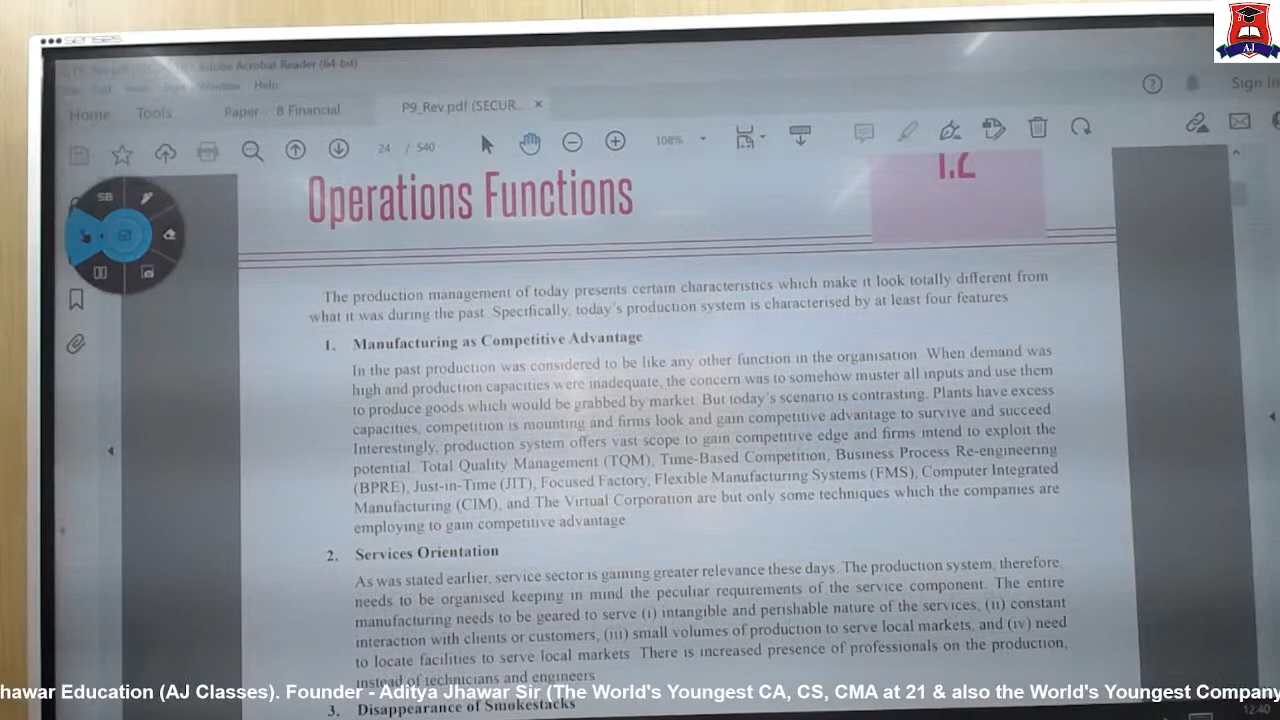 senses
Adobe Acrobat Reader (64-bit)
Window Help
Home Tools Paper - 8 Financial P9_Rev.pdf (SECUR... × Sign In
24 / 540 108%
SB
AJ
1.2
Operations Functions
The production management of today presents certain characteristics which make it look totally different from
what it was during the past. Specifically, today's production system is characterised by at least four features
1. Manufacturing as Competitive Advantage
In the past production was considered to be like any other function in the organisation. When demand was
high and production capacities were inadequate, the concern was to somehow muster all inputs and use them
to produce goods which would be grabbed by market. But today's scenario is contrasting. Plants have excess
capacities, competition is mounting and firms look and gain competitive advantage to survive and succeed.
Interestingly, production system offers vast scope to gain competitive edge and firms intend to exploit the
potential. Total Quality Management (TQM), Time-Based Competition, Business Process Re-engineering
(BPRE), Just-in-Time (JIT), Focused Factory, Flexible Manufacturing Systems (FMS), Computer Integrated
Manufacturing (CIM), and The Virtual Corporation are but only some techniques which the companies are
employing to gain competitive advantage.
2. Services Orientation
As was stated earlier, service sector is gaining greater relevance these days. The production system, therefore,
needs to be organised keeping in mind the peculiar requirements of the service component. The entire
manufacturing needs to be geared to serve (i) intangible and perishable nature of the services, (ii) constant
interaction with clients or customers, (iii) small volumes of production to serve local markets, and (iv) need
to locate facilities to serve local markets. There is increased presence of professionals on the production,
instead of technicians and engineers
hawar Education (AJ Classes). Founder - Aditya Jhawar Sir (The World's Youngest CA, CS, CMA at 21 & also the World's Youngest Company
3. Disappearance of Smokestacks
12:40